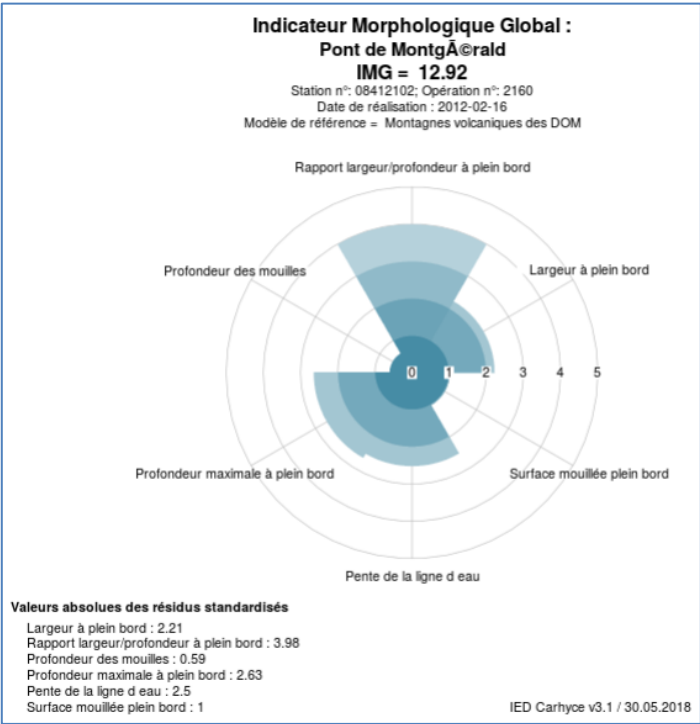 Indicateur Morphologique Global :
Pont de MontgÃ©rald
IMG = 12.92
Station n°: 08412102; Opération n°: 2160
Date de réalisation : 2012-02-16
Modèle de référence = Montagnes volcaniques des DOM
Rapport largeur/profondeur à plein bord
Profondeur des mouilles
Largeur à plein bord
0 1 2 3 4 5
Profondeur maximale à plein bord
Surface mouillée plein bord
Pente de la ligne d eau
Valeurs absolues des résidus standardisés
Largeur à plein bord : 2.21
Rapport largeur/profondeur à plein bord : 3.98
Profondeur des mouilles : 0.59
Profondeur maximale à plein bord : 2.63
Pente de la ligne d eau : 2.5
Surface mouillée plein bord : 1
IED Carhyce v3.1 / 30.05.2018